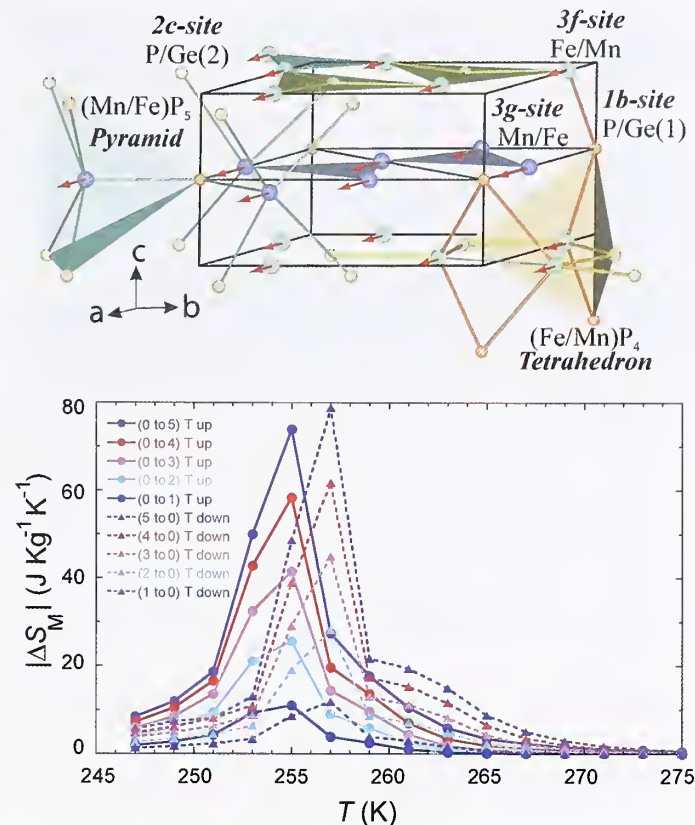 2c-site
P/Ge(2)
3f-site
Fe/Mn
(Mn/Fe)P₅
Pyramid
3g-site
Mn/Fe
1b-site
P/Ge(1)
c
a
b
(Fe/Mn)P₄
Tetrahedron
80
60
40
20
0
|ΔS_M| (J Kg⁻¹ K⁻¹)
(0 to 5) T up
(0 to 4) T up
(0 to 3) T up
(0 to 2) T up
(0 to 1) T up
(5 to 0) T down
(4 to 0) T down
(3 to 0) T down
(2 to 0) T down
(1 to 0) T down
245 250 255 260 265 270 275
T (K)